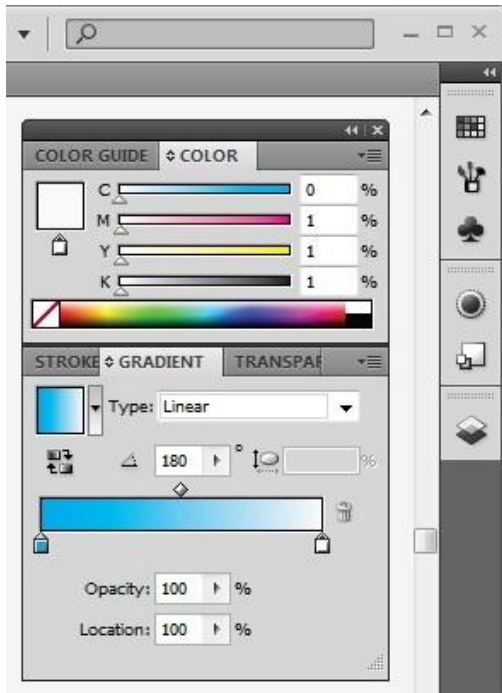 COLOR GUIDE COLOR
C 0 %
M 1 %
Y 1 %
K 1 %
STROKE GRADIENT TRANSPAR
Type: Linear
180 ° %
Opacity: 100 %
Location: 100 %